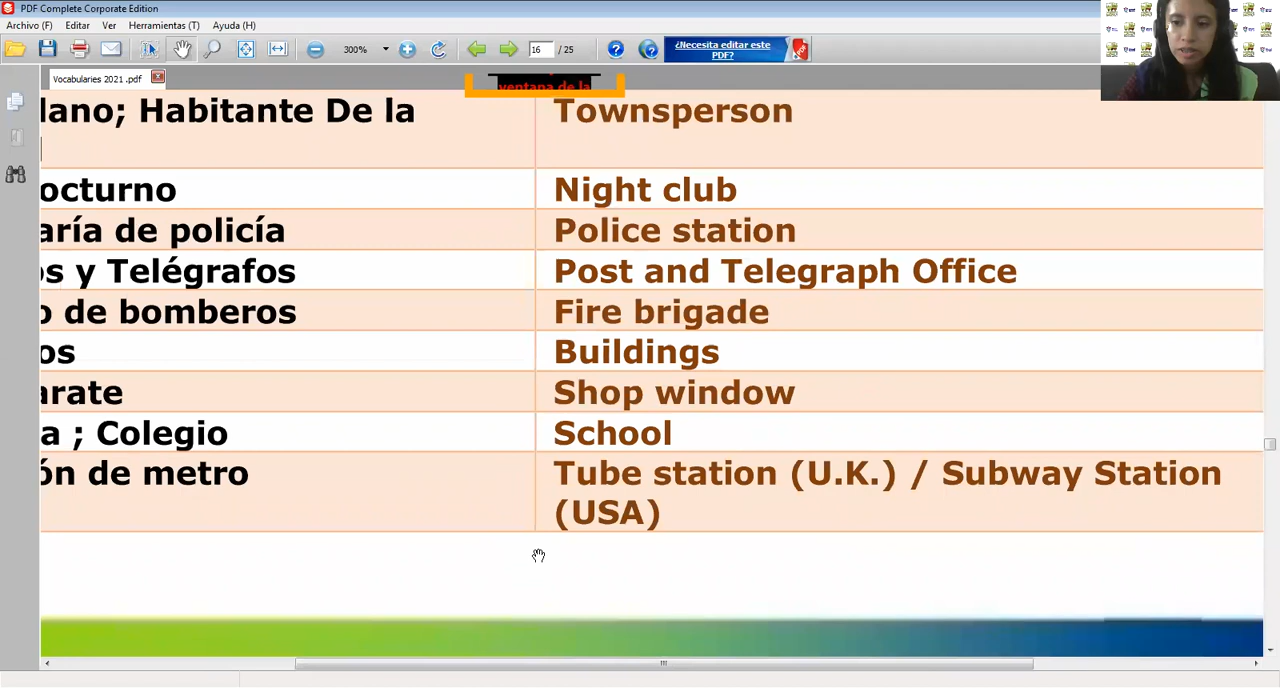 PDF Complete Corporate Edition
Archivo (F) Editar Ver Herramientas (T) Ayuda (H)
300% 16 / 25 ¿Necesita editar este PDF?
Vocabularies 2021 .pdf
ventana de la
lano; Habitante De la Townsperson
octurno Night club
aría de policía Police station
os y Telégrafos Post and Telegraph Office
o de bomberos Fire brigade
os Buildings
arate Shop window
a ; Colegio School
ón de metro Tube station (U.K.) / Subway Station
(USA)